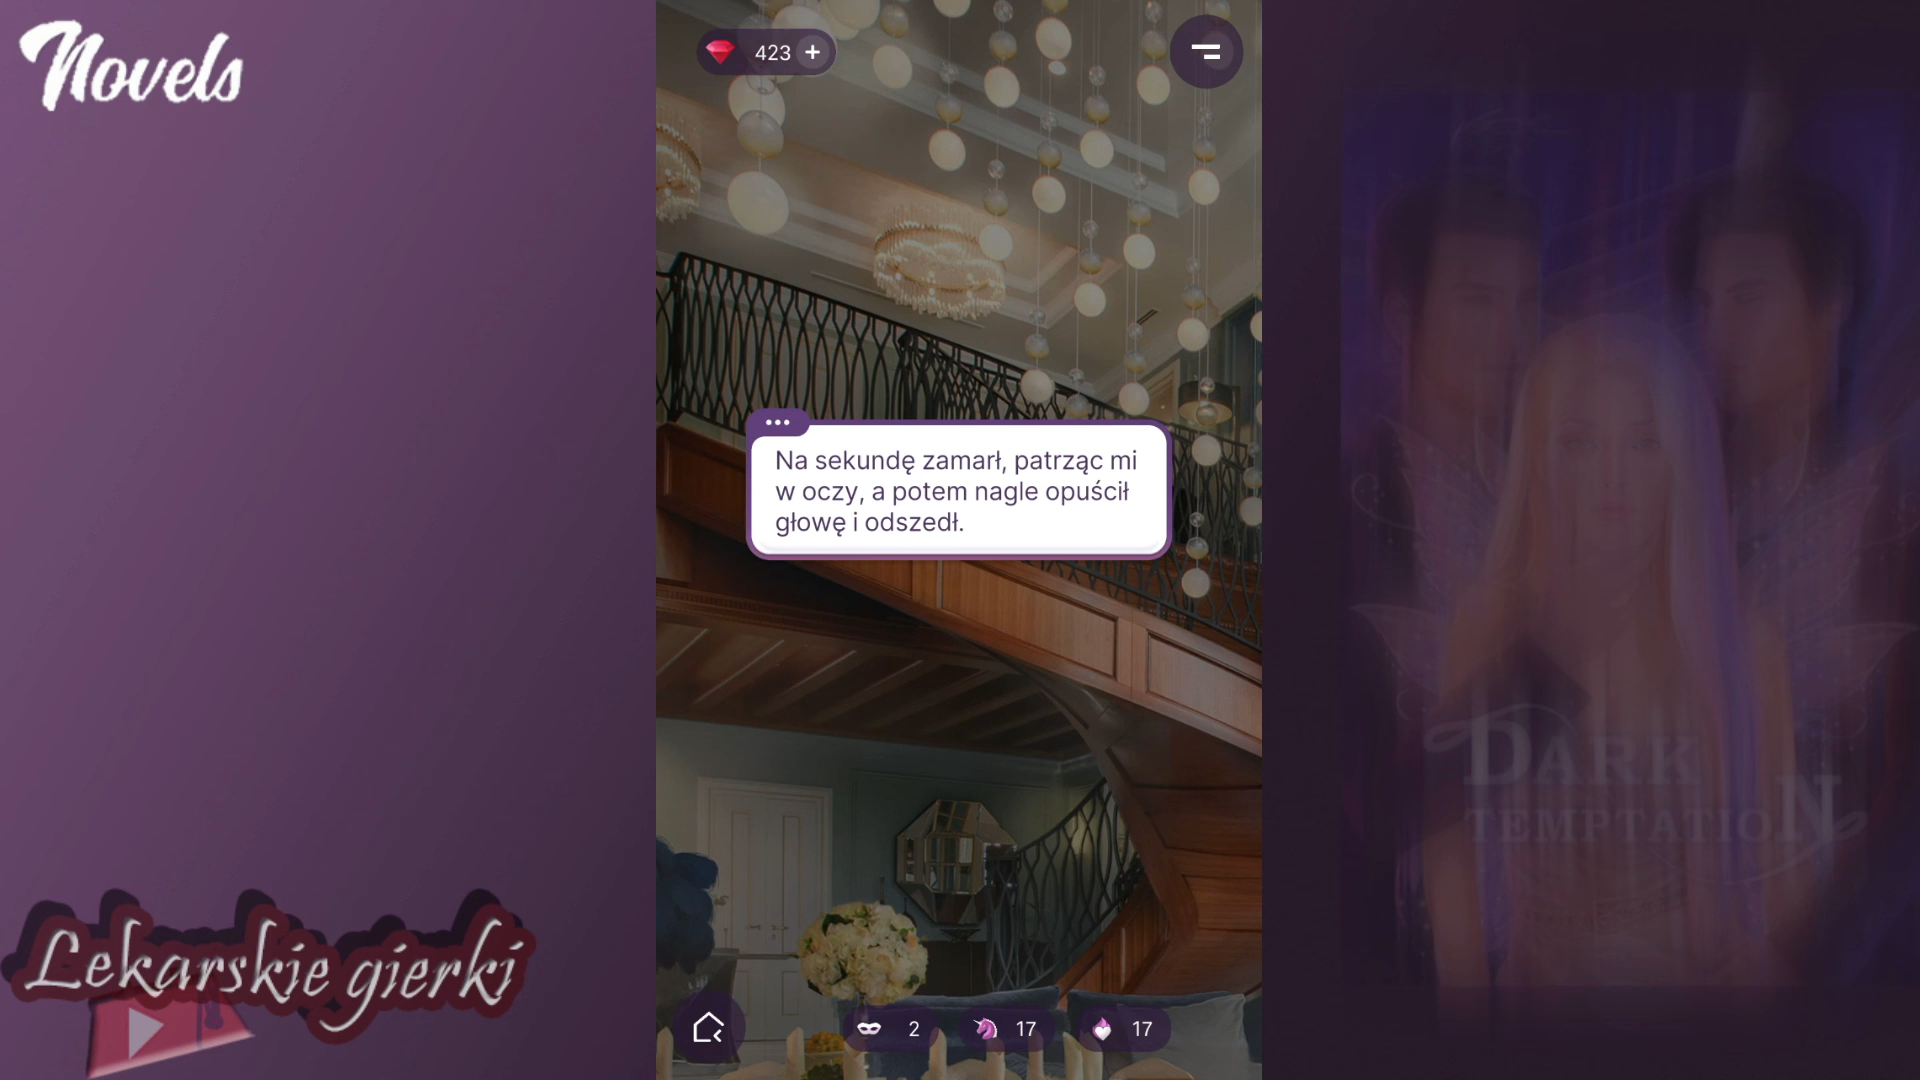 Novels
423
Na sekundę zamarł, patrząc mi
w oczy, a potem nagle opuścił
głowę i odszedł.
DARK
TEMPTATION
Lekarskie gierki
2
17
17